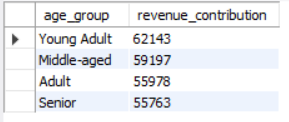 age_group revenue_contribution
Young Adult 62143
Middle-aged 59197
Adult 55978
Senior 55763